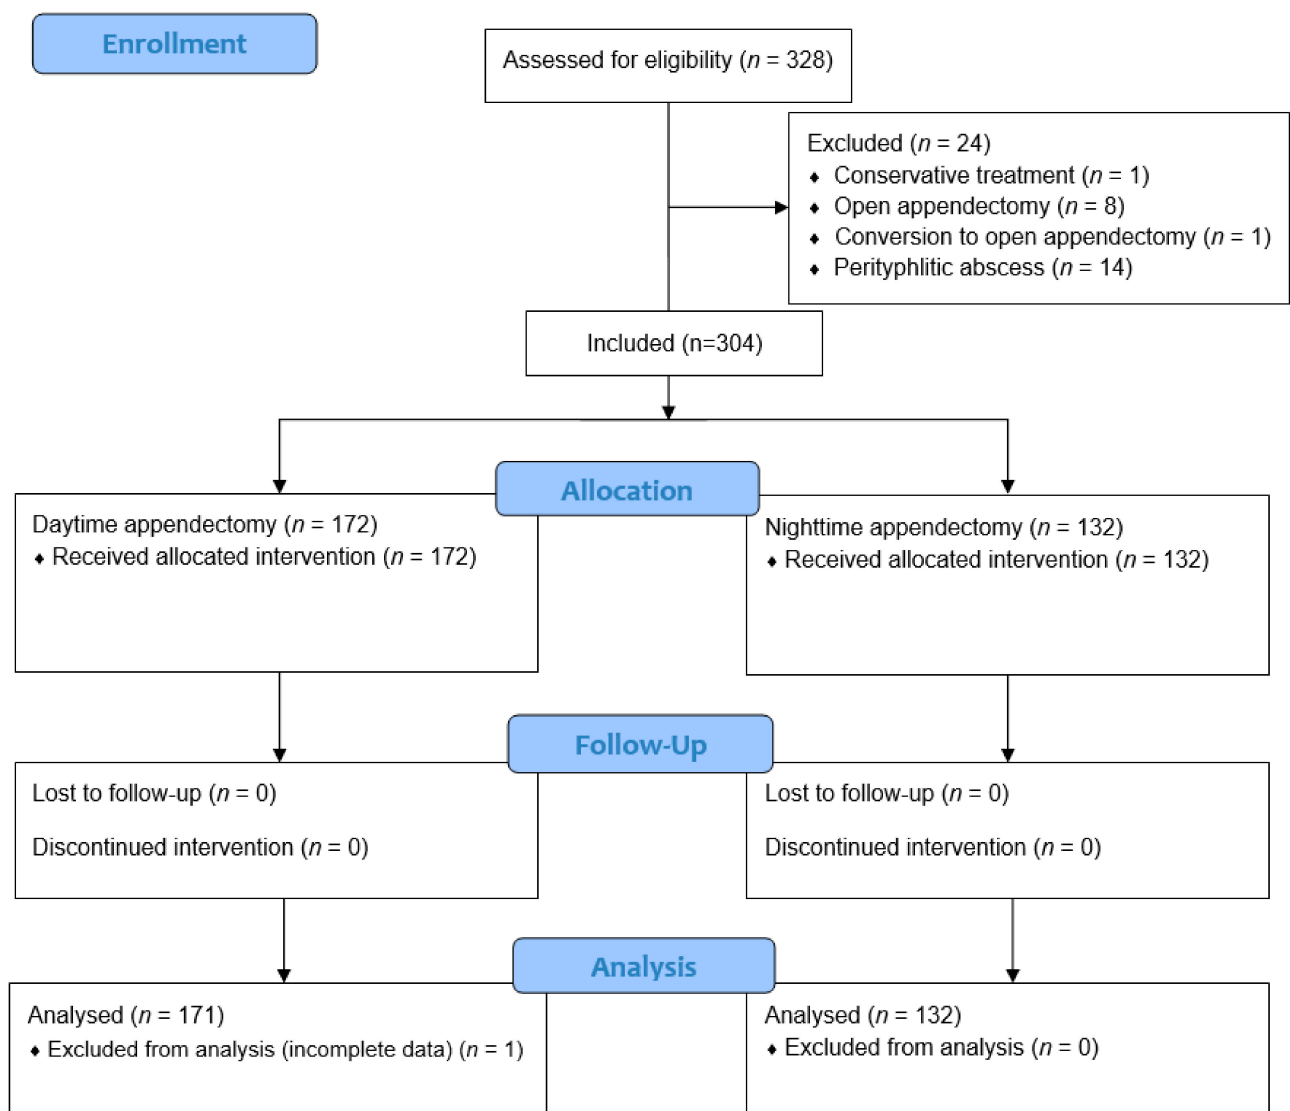 Enrollment
Assessed for eligibility (n = 328)
Excluded (n = 24)
♦ Conservative treatment (n = 1)
♦ Open appendectomy (n = 8)
♦ Conversion to open appendectomy (n = 1)
♦ Perityphlitic abscess (n = 14)
Included (n=304)
Allocation
Daytime appendectomy (n = 172)
♦ Received allocated intervention (n = 172)
Nighttime appendectomy (n = 132)
♦ Received allocated intervention (n = 132)
Follow-Up
Lost to follow-up (n = 0)
Discontinued intervention (n = 0)
Lost to follow-up (n = 0)
Discontinued intervention (n = 0)
Analysis
Analysed (n = 171)
♦ Excluded from analysis (incomplete data) (n = 1)
Analysed (n = 132)
♦ Excluded from analysis (n = 0)